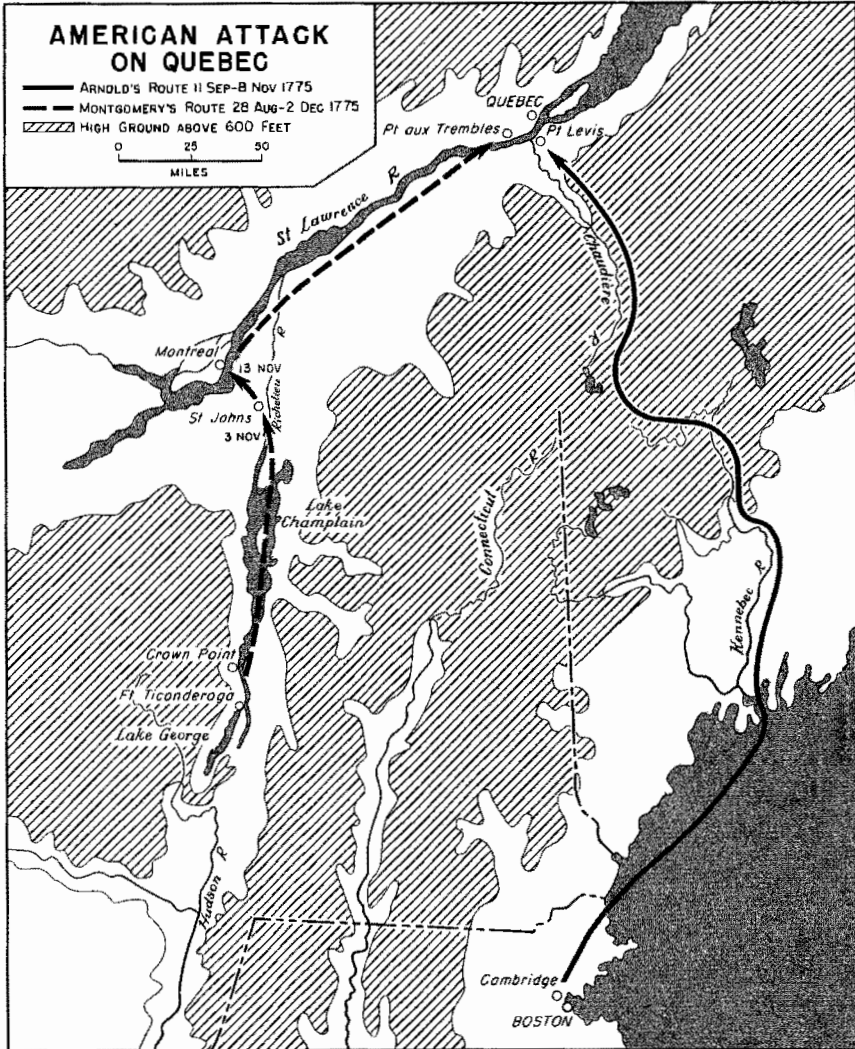 AMERICAN ATTACK
ON QUEBEC
ARNOLD'S ROUTE 11 SEP-8 NOV 1775
MONTGOMERY'S ROUTE 28 AUG-2 DEC 1775
HIGH GROUND ABOVE 600 FEET
0 25 50
MILES
QUEBEC
Pt aux Trembles
Pt Levis
St Lawrence R
Chaudière R
Montreal
13 NOV
Richelieu R
St Johns
3 NOV
Lake
Champlain
Connecticut R
Kennebec R
Crown Point
Ft Ticonderoga
Lake George
Hudson R
Cambridge
BOSTON